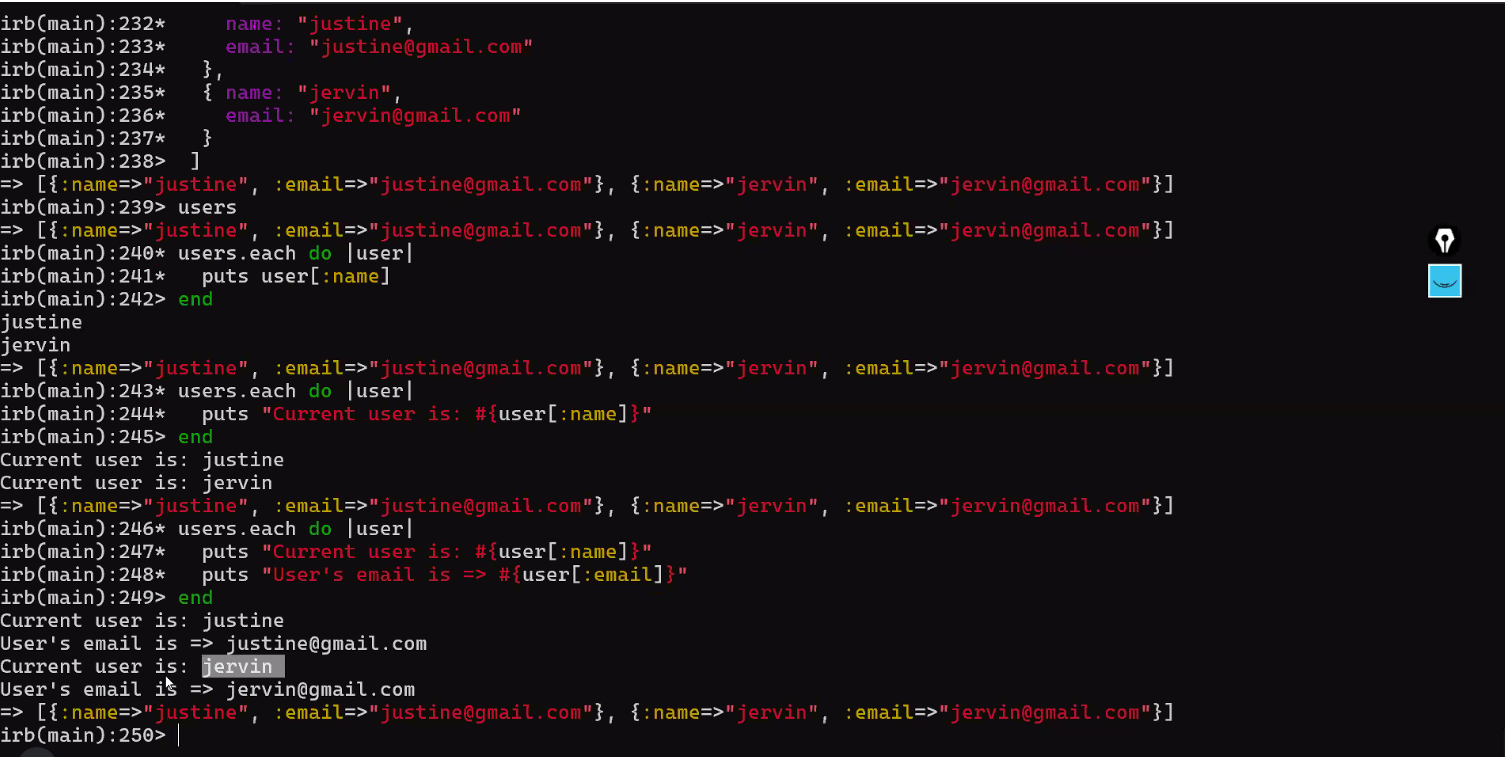 irb(main):232*     name: "justine",
irb(main):233*     email: "justine@gmail.com"
irb(main):234*   },
irb(main):235*   { name: "jervin",
irb(main):236*     email: "jervin@gmail.com"
irb(main):237*   }
irb(main):238>  ]
=> [{:name=>"justine", :email=>"justine@gmail.com"}, {:name=>"jervin", :email=>"jervin@gmail.com"}]
irb(main):239> users
=> [{:name=>"justine", :email=>"justine@gmail.com"}, {:name=>"jervin", :email=>"jervin@gmail.com"}]
irb(main):240* users.each do |user|
irb(main):241*   puts user[:name]
irb(main):242> end
justine
jervin
=> [{:name=>"justine", :email=>"justine@gmail.com"}, {:name=>"jervin", :email=>"jervin@gmail.com"}]
irb(main):243* users.each do |user|
irb(main):244*   puts "Current user is: #{user[:name]}"
irb(main):245> end
Current user is: justine
Current user is: jervin
=> [{:name=>"justine", :email=>"justine@gmail.com"}, {:name=>"jervin", :email=>"jervin@gmail.com"}]
irb(main):246* users.each do |user|
irb(main):247*   puts "Current user is: #{user[:name]}"
irb(main):248*   puts "User's email is => #{user[:email]}"
irb(main):249> end
Current user is: justine
User's email is => justine@gmail.com
Current user is: jervin
User's email is => jervin@gmail.com
=> [{:name=>"justine", :email=>"justine@gmail.com"}, {:name=>"jervin", :email=>"jervin@gmail.com"}]
irb(main):250>